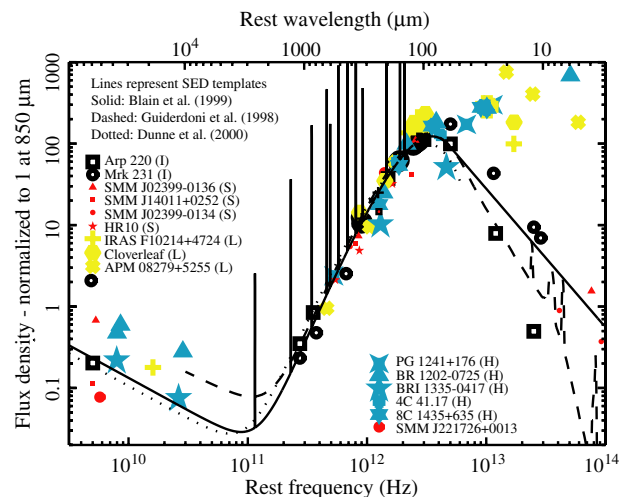 Rest wavelength (μm)
10⁴ 1000 100 10
Flux density - normalized to 1 at 850 μm
1000
100
10
1
0.1
Lines represent SED templates
Solid: Blain et al. (1999)
Dashed: Guiderdoni et al. (1998)
Dotted: Dunne et al. (2000)
Arp 220 (I)
Mrk 231 (I)
SMM J02399-0136 (S)
SMM J14011+0252 (S)
SMM J02399-0134 (S)
HR10 (S)
IRAS F10214+4724 (L)
Cloverleaf (L)
APM 08279+5255 (L)
PG 1241+176 (H)
BR 1202-0725 (H)
BRI 1335-0417 (H)
4C 41.17 (H)
8C 1435+635 (H)
SMM J221726+0013
10¹⁰ 10¹¹ 10¹² 10¹³ 10¹⁴
Rest frequency (Hz)